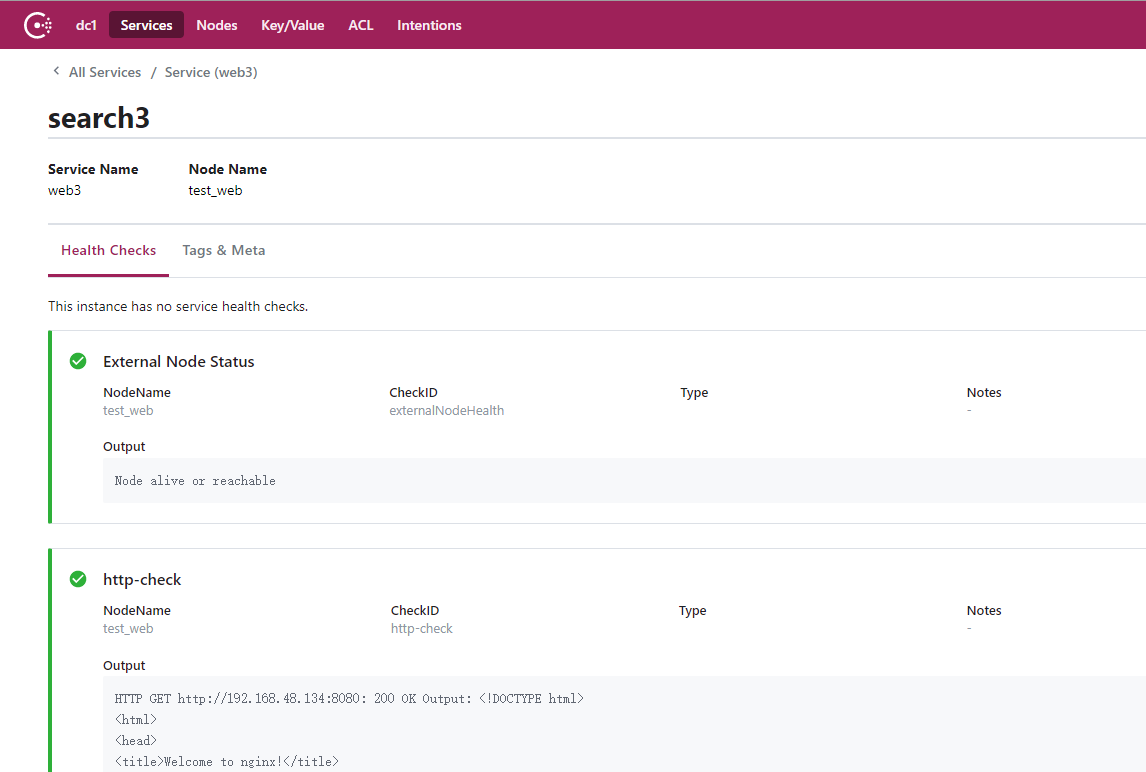 dc1 Services Nodes Key/Value ACL Intentions
All Services / Service (web3)
search3
Service Name Node Name
web3 test_web
Health Checks Tags & Meta
This instance has no service health checks.
External Node Status
NodeName CheckID Type Notes
test_web externalNodeHealth -
Output
Node alive or reachable
http-check
NodeName CheckID Type Notes
test_web http-check -
Output
HTTP GET http://192.168.48.134:8080: 200 OK Output: <!DOCTYPE html>
<html>
<head>
<title>Welcome to nginx!</title>